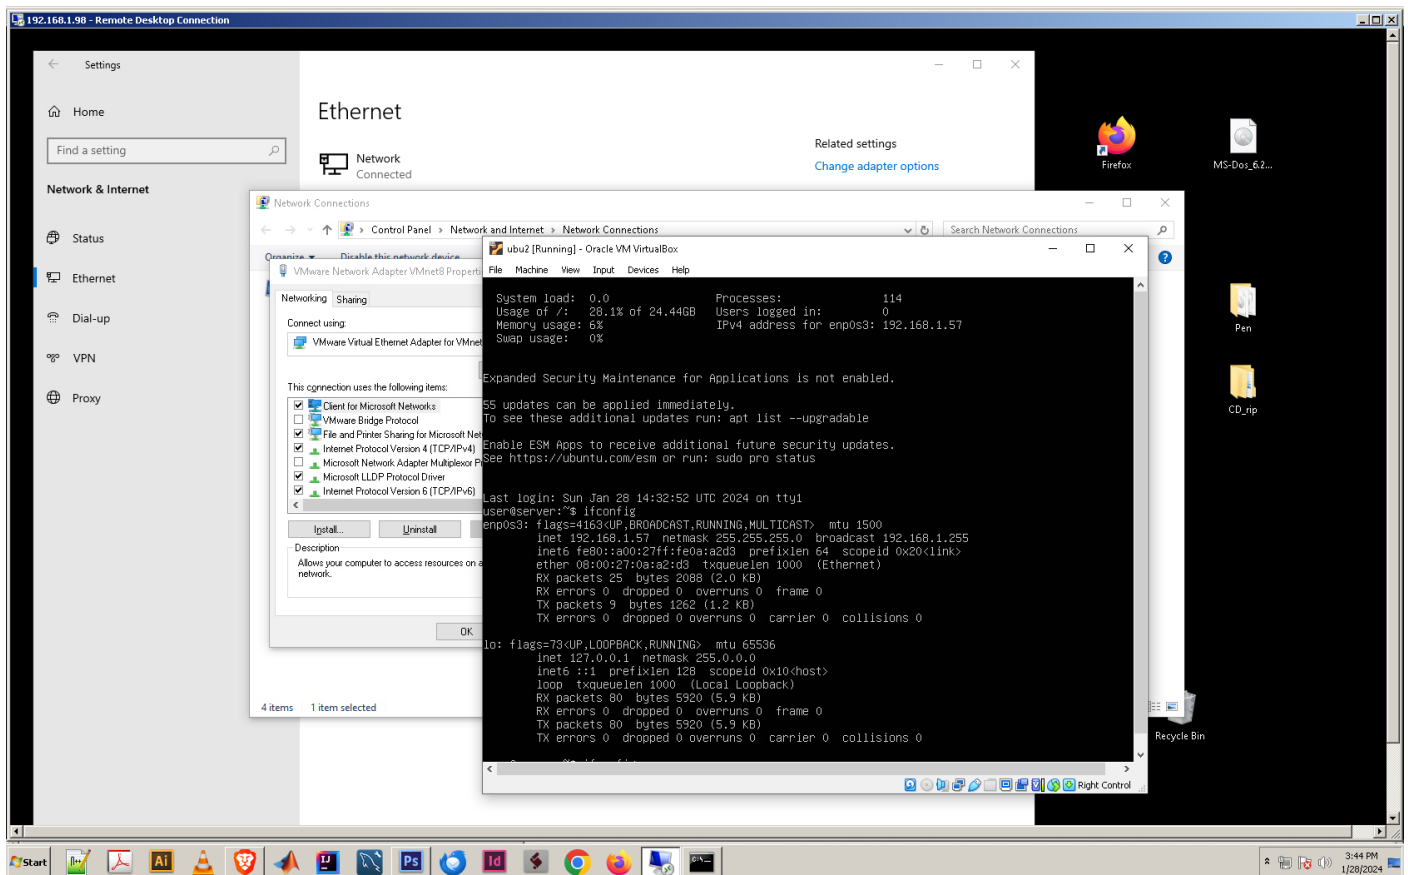 192.168.1.98 - Remote Desktop Connection
Settings
Home
Find a setting
Network & Internet
Status
Ethernet
Dial-up
VPN
Proxy
Ethernet
Network
Connected
Related settings
Change adapter options
Firefox
MS-Dos_6.2...
Pen
CD_rip
Recycle Bin
Network Connections
Control Panel > Network and Internet > Network Connections
Search Network Connections
Organize
Disable this network device
4 items 1 item selected
VMware Network Adapter VMnet8 Properti
Networking Sharing
Connect using:
VMware Virtual Ethernet Adapter for VMnet
This connection uses the following items:
Client for Microsoft Networks
VMware Bridge Protocol
File and Printer Sharing for Microsoft Net
Internet Protocol Version 4 (TCP/IPv4)
Microsoft Network Adapter Multiplexor P
Microsoft LLDP Protocol Driver
Internet Protocol Version 6 (TCP/IPv6)
Install... Uninstall
Description
Allows your computer to access resources on a
network.
OK
ubu2 [Running] - Oracle VM VirtualBox
File Machine View Input Devices Help
System load: 0.0 Processes: 114
Usage of /: 28.1% of 24.44GB Users logged in: 0
Memory usage: 6% IPv4 address for enp0s3: 192.168.1.57
Swap usage: 0%
Expanded Security Maintenance for Applications is not enabled.
55 updates can be applied immediately.
To see these additional updates run: apt list --upgradable
Enable ESM Apps to receive additional future security updates.
See https://ubuntu.com/esm or run: sudo pro status
Last login: Sun Jan 28 14:32:52 UTC 2024 on tty1
user@server:~$ ifconfig
enp0s3: flags=4163<UP,BROADCAST,RUNNING,MULTICAST> mtu 1500
inet 192.168.1.57 netmask 255.255.255.0 broadcast 192.168.1.255
inet6 fe80::a00:27ff:fe0a:a2d3 prefixlen 64 scopeid 0x20<link>
ether 08:00:27:0a:a2:d3 txqueuelen 1000 (Ethernet)
RX packets 25 bytes 2088 (2.0 KB)
RX errors 0 dropped 0 overruns 0 frame 0
TX packets 9 bytes 1262 (1.2 KB)
TX errors 0 dropped 0 overruns 0 carrier 0 collisions 0
lo: flags=73<UP,LOOPBACK,RUNNING> mtu 65536
inet 127.0.0.1 netmask 255.0.0.0
inet6 ::1 prefixlen 128 scopeid 0x10<host>
loop txqueuelen 1000 (Local Loopback)
RX packets 80 bytes 5920 (5.9 KB)
RX errors 0 dropped 0 overruns 0 frame 0
TX packets 80 bytes 5920 (5.9 KB)
TX errors 0 dropped 0 overruns 0 carrier 0 collisions 0
Right Control
Start
Ai
Ps
Id
3:44 PM
1/28/2024